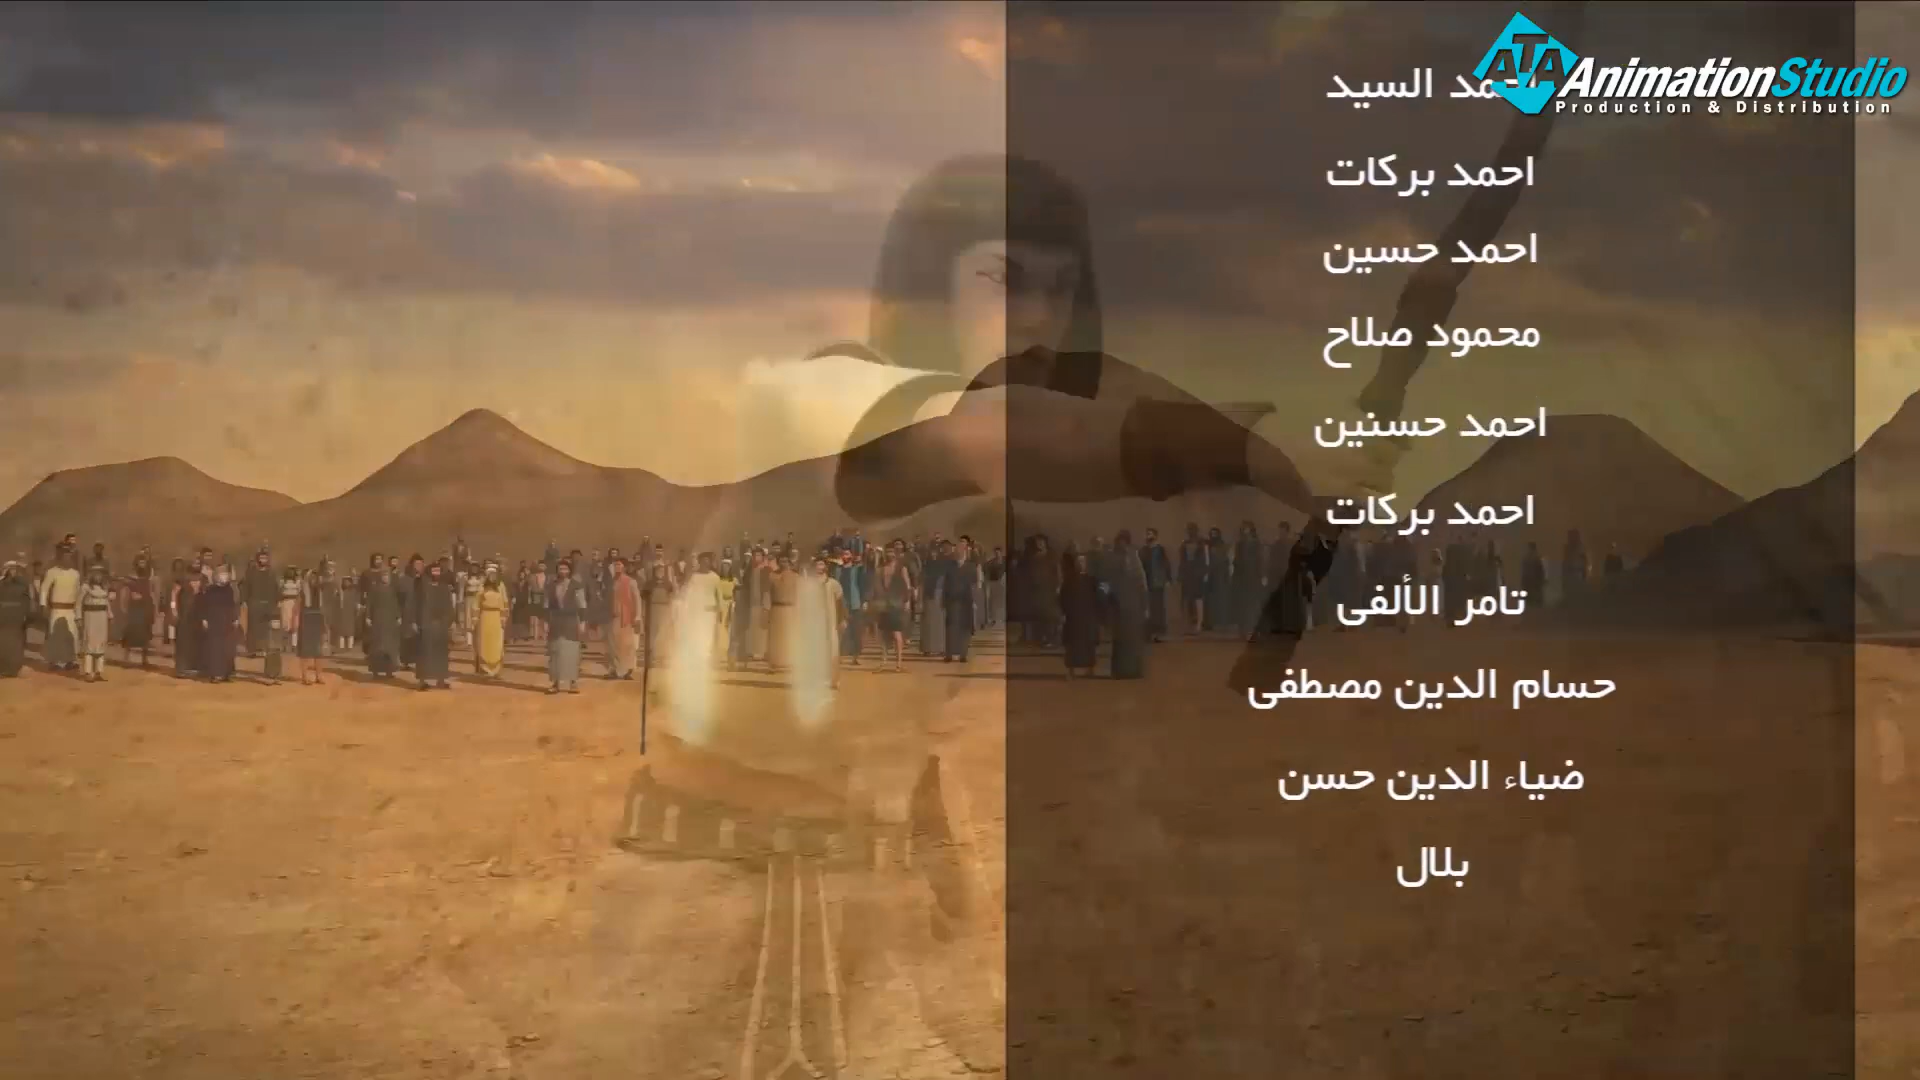 ATA AnimationStudio
Production & Distribution
احمد السيد
احمد بركات
احمد حسين
محمود صلاح
احمد حسنين
احمد بركات
تامر الألفى
حسام الدين مصطفى
ضياء الدين حسن
بلال